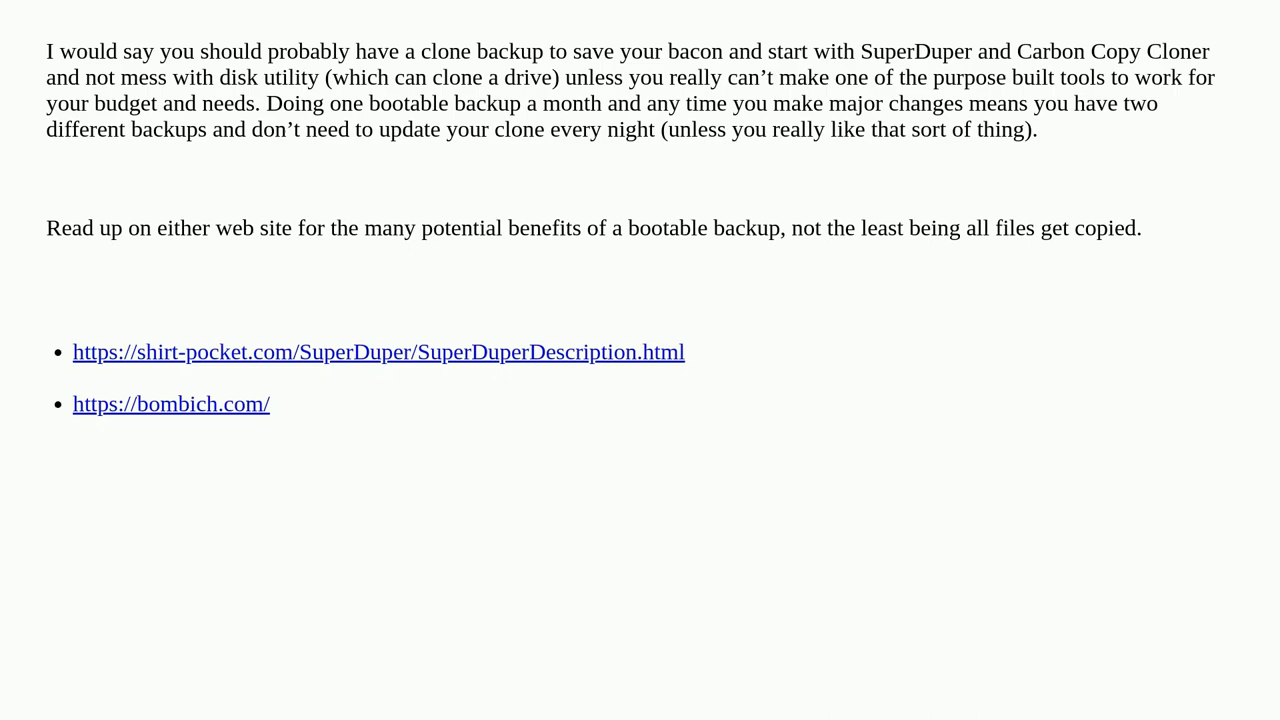 I would say you should probably have a clone backup to save your bacon and start with SuperDuper and Carbon Copy Cloner
and not mess with disk utility (which can clone a drive) unless you really can’t make one of the purpose built tools to work for
your budget and needs. Doing one bootable backup a month and any time you make major changes means you have two
different backups and don’t need to update your clone every night (unless you really like that sort of thing).
Read up on either web site for the many potential benefits of a bootable backup, not the least being all files get copied.
• https://shirt-pocket.com/SuperDuper/SuperDuperDescription.html
• https://bombich.com/